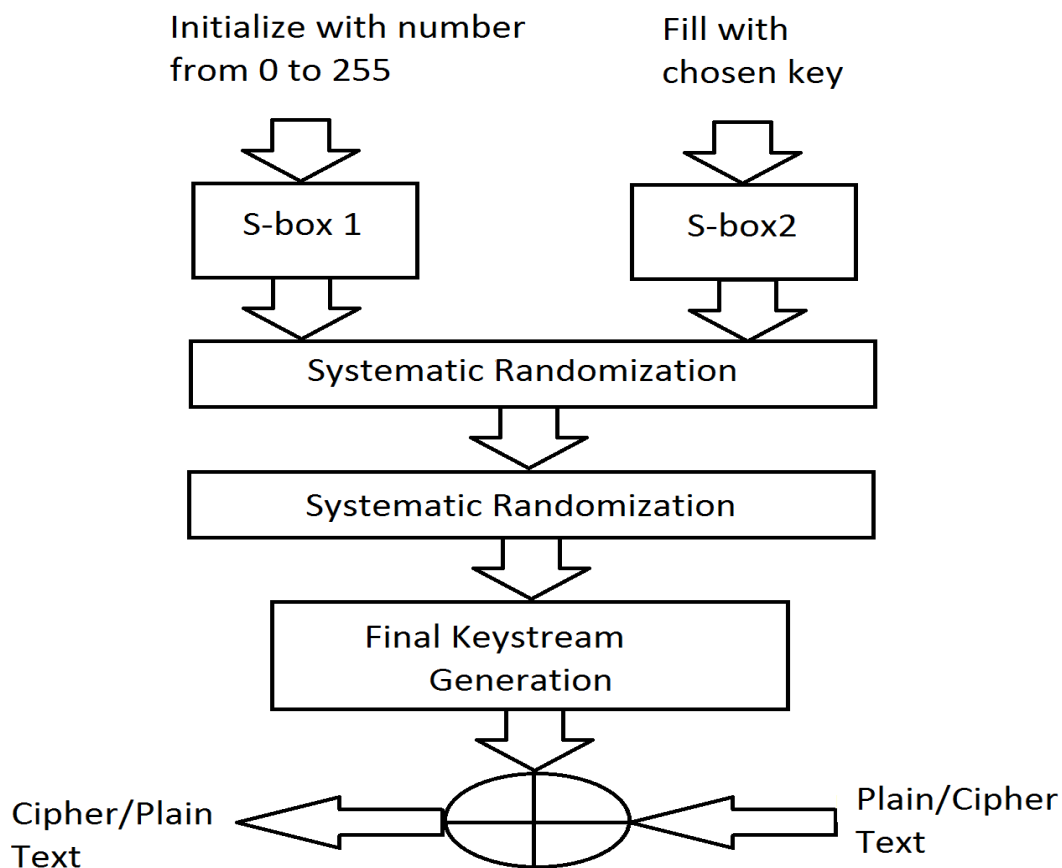 Initialize with number
from 0 to 255
Fill with
chosen key
S-box 1
S-box2
Systematic Randomization
Systematic Randomization
Final Keystream
Generation
Cipher/Plain
Text
Plain/Cipher
Text